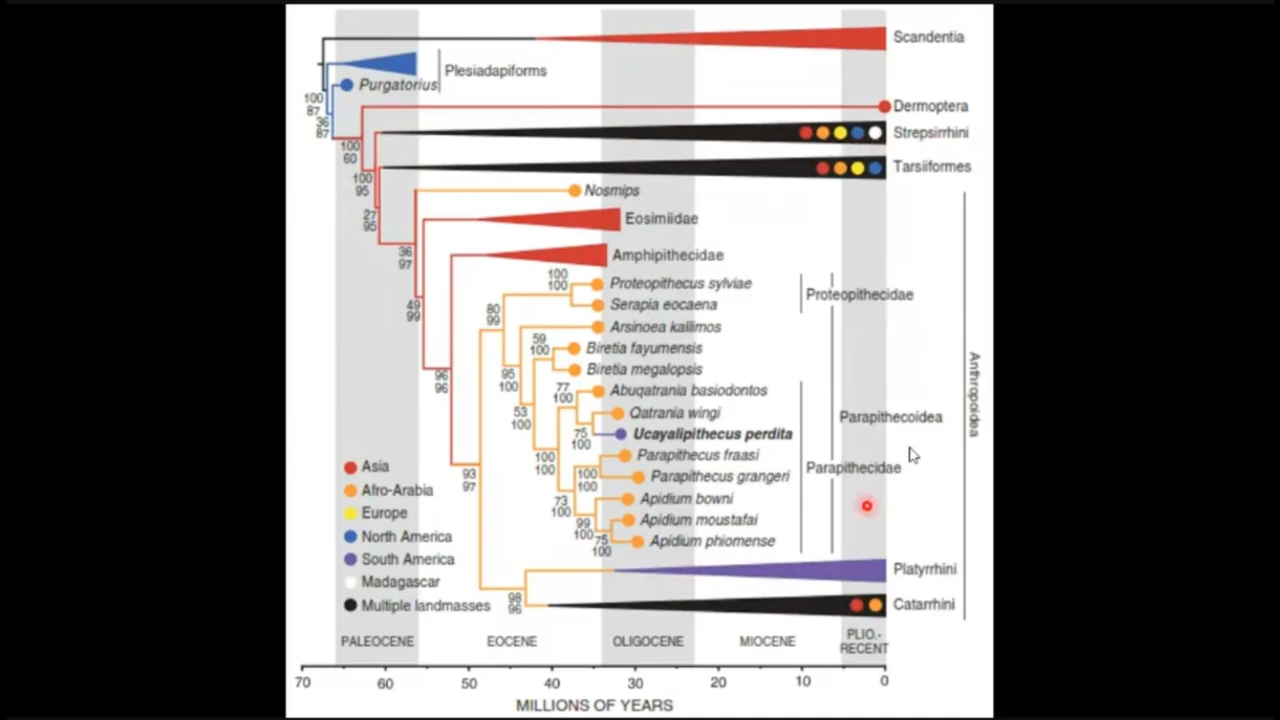 Scandentia
Plesiadapiforms
Purgatorius
100
87
36
87
Dermoptera
Strepsirrhini
100
60
Tarsiiformes
100
95
Nosmips
27
95
Eosimiidae
36
97
Amphipithecidae
100
100
Proteopithecus sylviae
Proteopithecidae
Serapia eocaena
49
99
80
99
Arsinoea kallimos
59
100
Biretia fayumensis
Biretia megalopsis
96
96
95
100
77
100
Abuqatrania basiodontos
Anthropoidea
53
100
Qatrania wingi
Parapithecoidea
75
100
Ucayalipithecus perdita
100
100
Parapithecus fraasi
Parapithecidae
93
97
100
100
Parapithecus grangeri
73
100
Apidium bowni
99
100
Apidium moustafai
75
100
Apidium phiomense
Asia
Afro-Arabia
Europe
North America
South America
Madagascar
Multiple landmasses
Platyrrhini
98
96
Catarrhini
PALEOCENE EOCENE OLIGOCENE MIOCENE PLIO.-
RECENT
70 60 50 40 30 20 10 0
MILLIONS OF YEARS